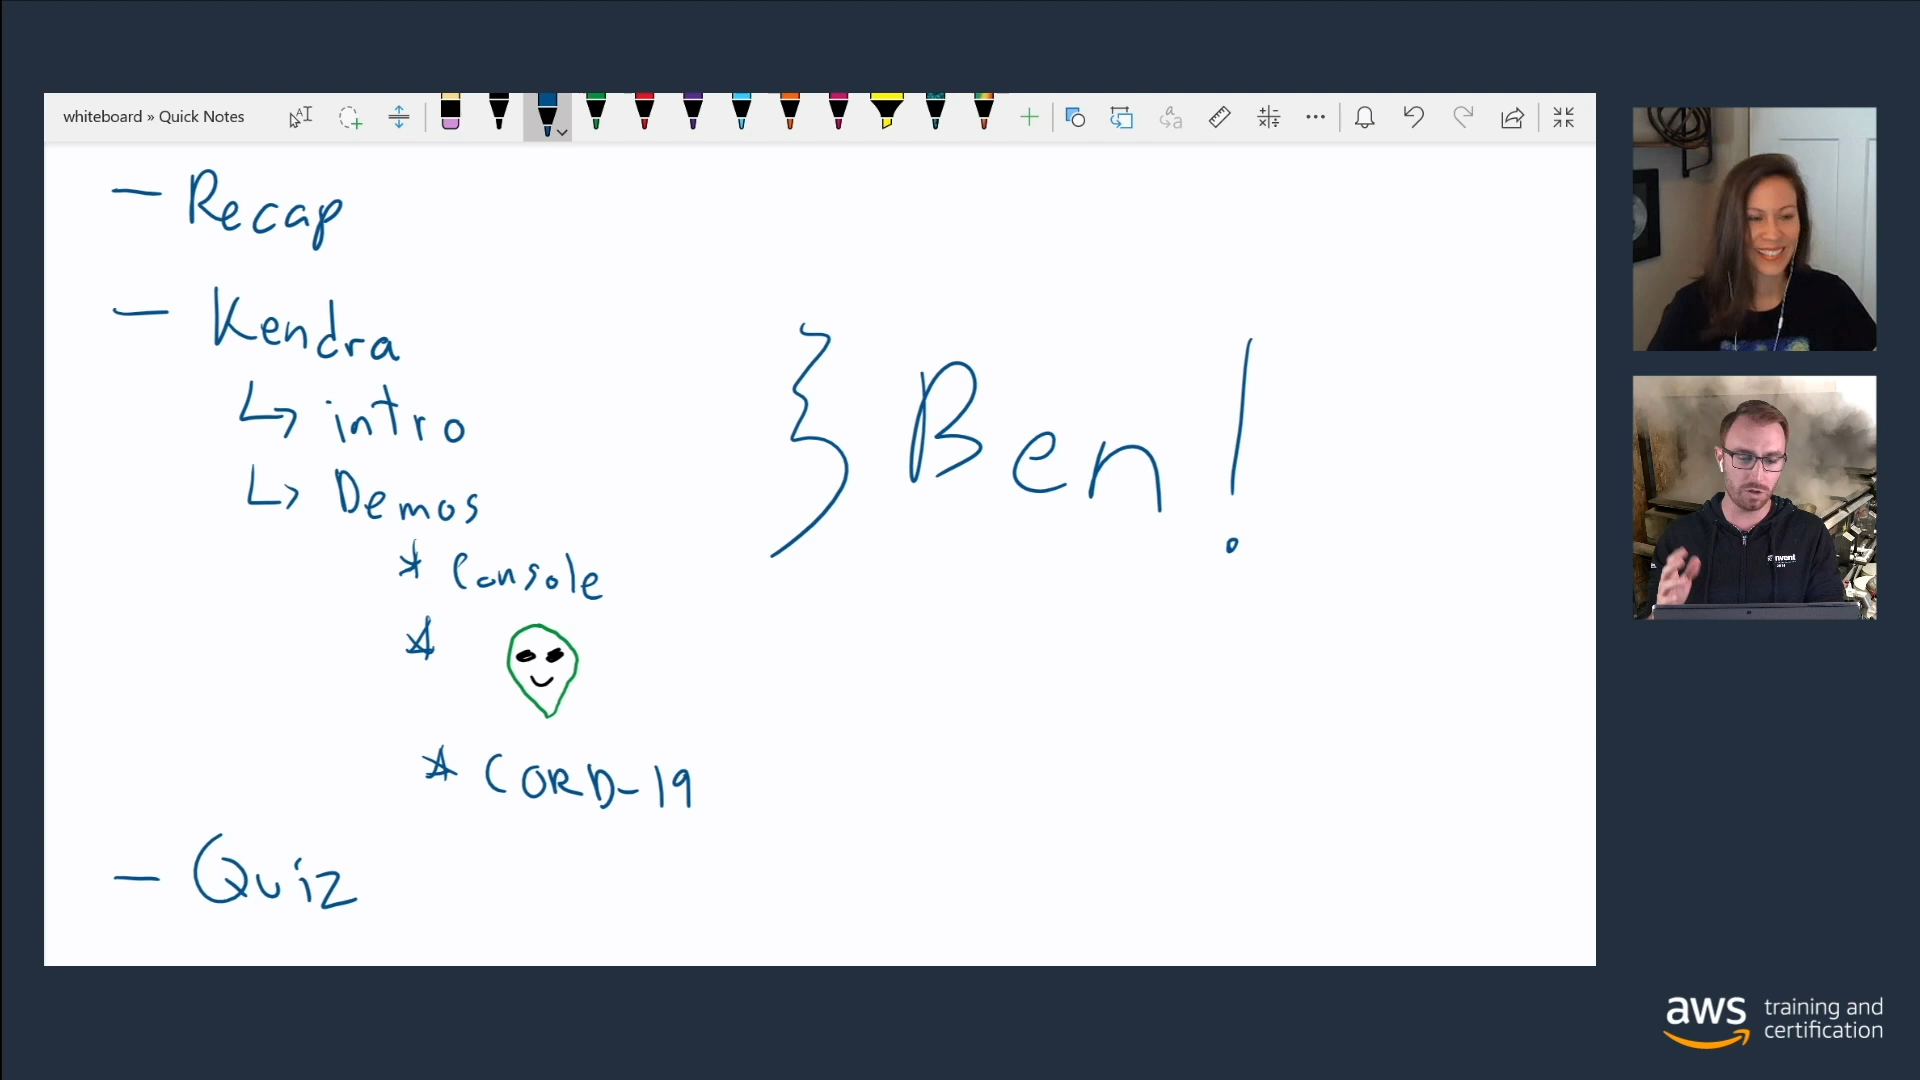 whiteboard » Quick Notes
- Recap
- Kendra
intro
Demos
* Console
*
* CORD-19
- Quiz
} Ben!
aws training and
certification